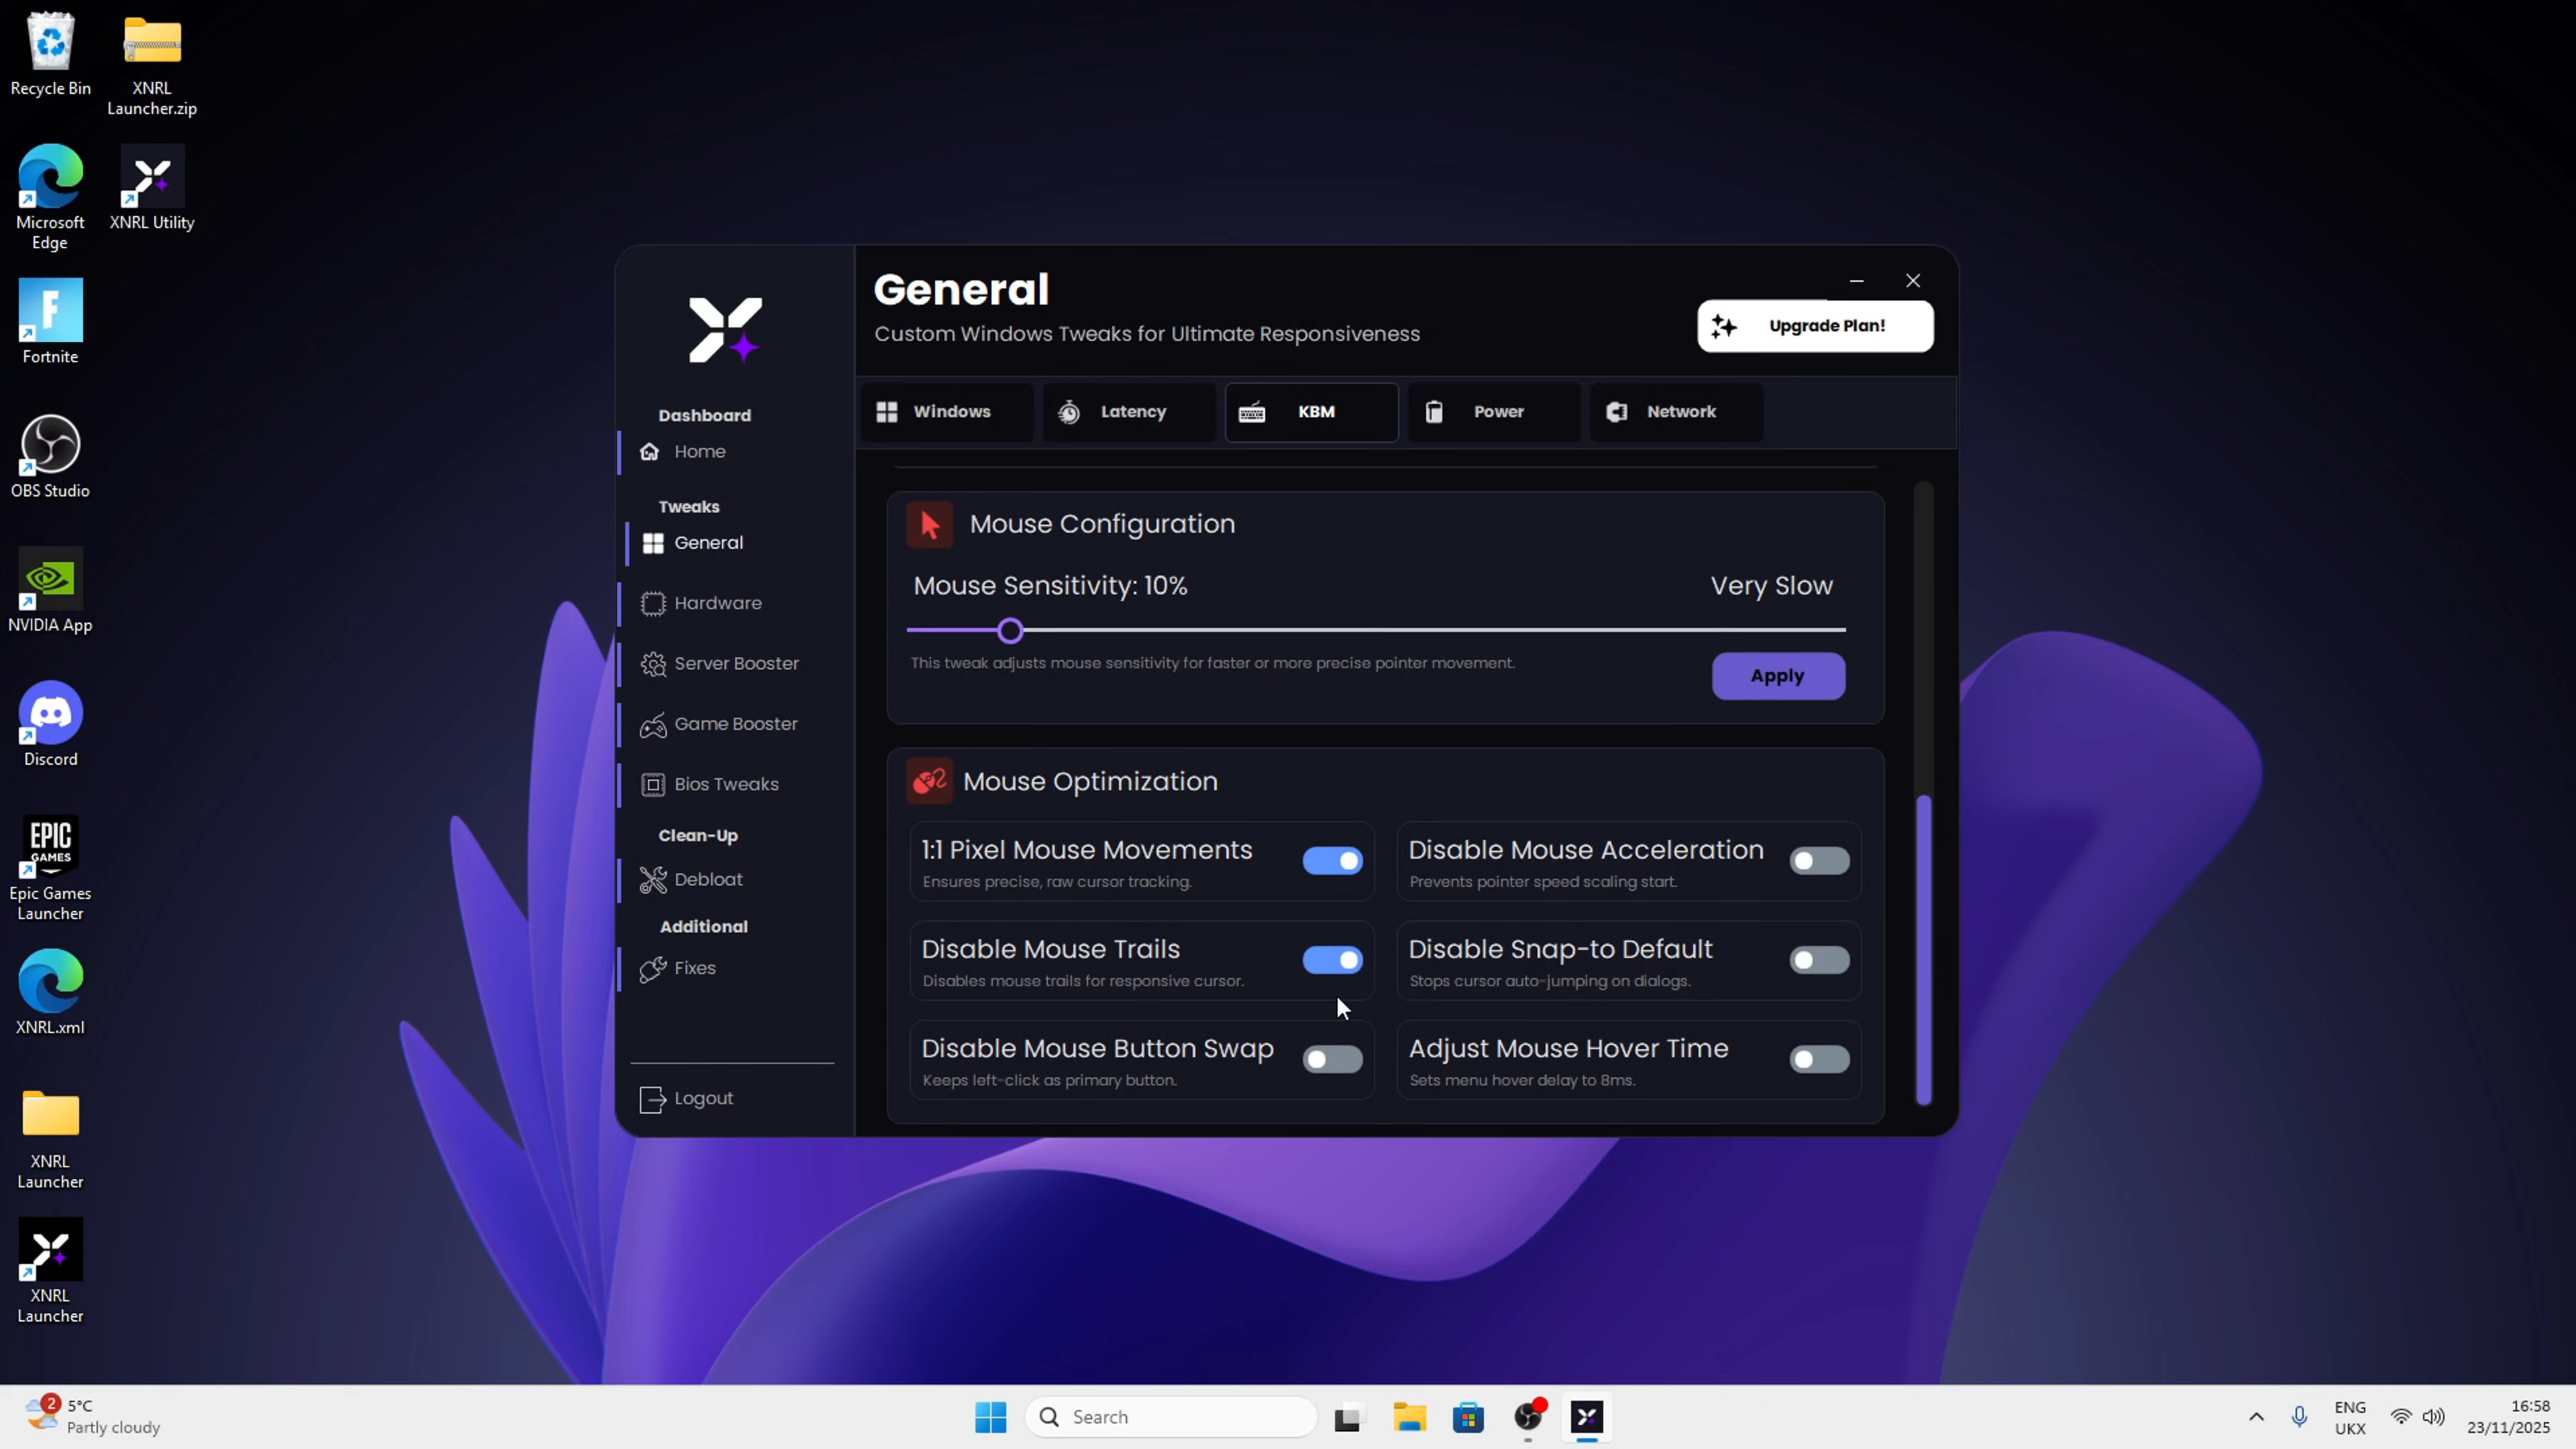 Recycle Bin
XNRL
Launcher.zip
Microsoft
Edge
XNRL Utility
Fortnite
OBS Studio
NVIDIA App
Discord
EPIC
GAMES
Epic Games
Launcher
XNRL.xml
XNRL
Launcher
XNRL
Launcher
Dashboard
Home
Tweaks
General
Hardware
Server Booster
Game Booster
Bios Tweaks
Clean-Up
Debloat
Additional
Fixes
Logout
General
Custom Windows Tweaks for Ultimate Responsiveness
Upgrade Plan!
Windows
Latency
KBM
Power
Network
Mouse Configuration
Mouse Sensitivity: 10%
Very Slow
This tweak adjusts mouse sensitivity for faster or more precise pointer movement.
Apply
Mouse Optimization
1:1 Pixel Mouse Movements
Ensures precise, raw cursor tracking.
Disable Mouse Acceleration
Prevents pointer speed scaling start.
Disable Mouse Trails
Disables mouse trails for responsive cursor.
Disable Snap-to Default
Stops cursor auto-jumping on dialogs.
Disable Mouse Button Swap
Keeps left-click as primary button.
Adjust Mouse Hover Time
Sets menu hover delay to 8ms.
2
5°C
Partly cloudy
Search
ENG
UKX
16:58
23/11/2025